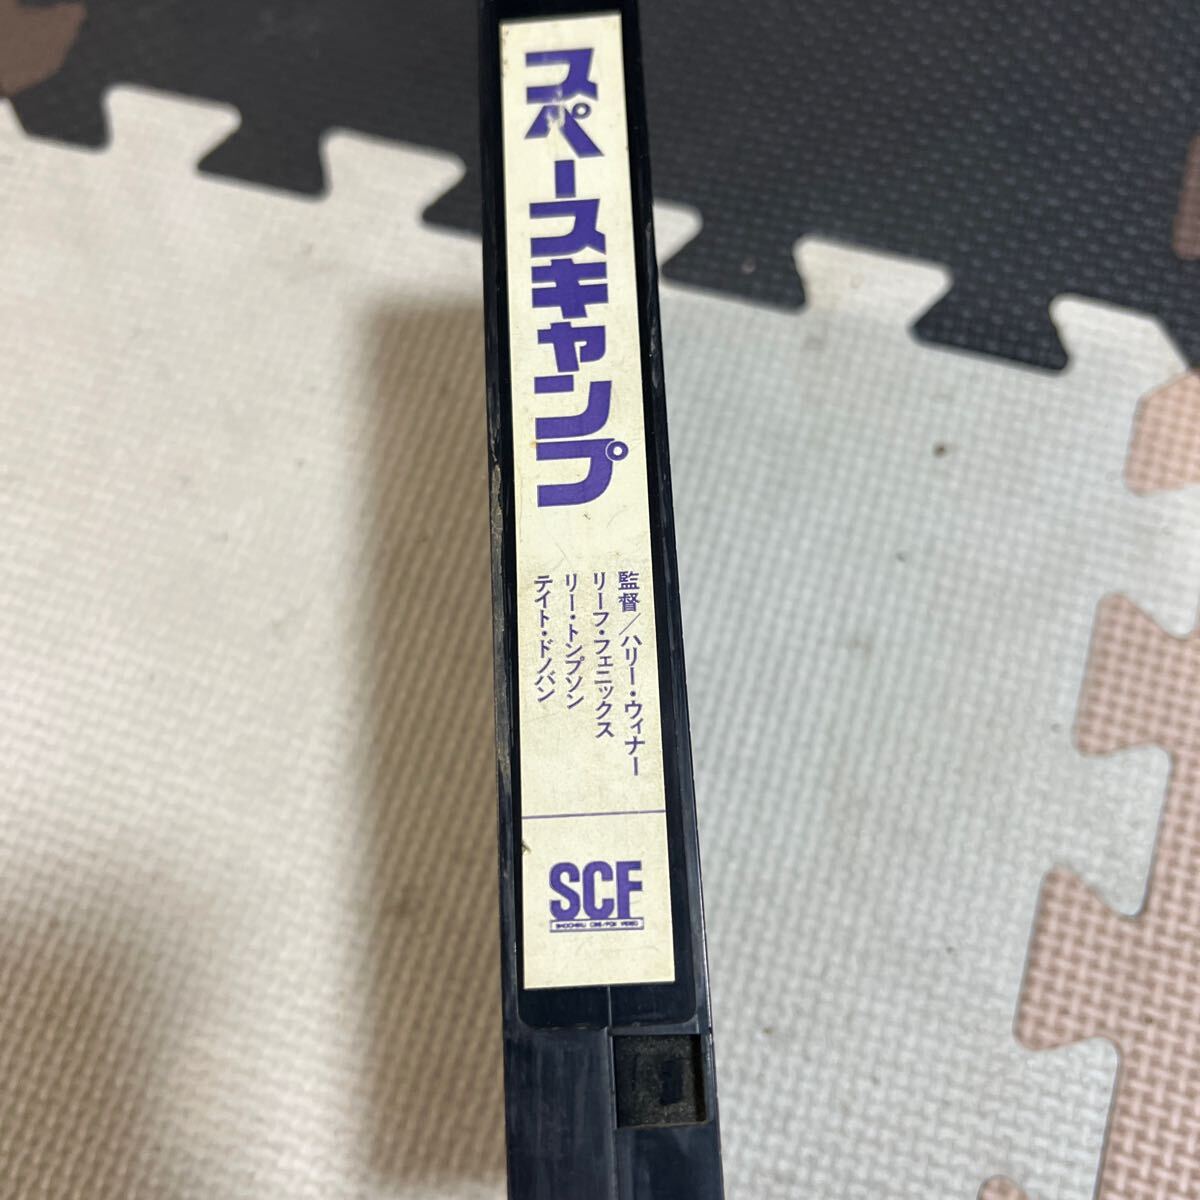 スペースキャンプ
監督／ハリー・ウィナー
リーフ・フェニックス
リー・トンプソン
テイト・ドノバン
SCF
SHOCHIKU CBS/FOX VIDEO